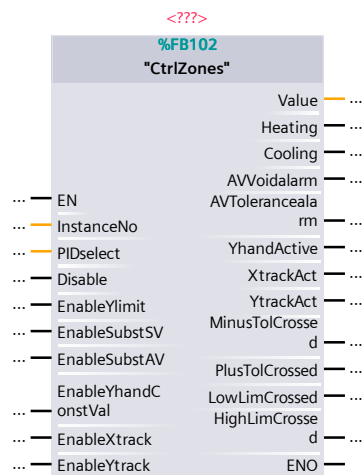 <???>
%FB102
"CtrlZones"
Value ...
Heating ...
Cooling ...
AVVoidalarm ...
... EN
AVToleranceala
rm ...
... InstanceNo
... PIDselect
YhandActive ...
... Disable
XtrackAct ...
... EnableYlimit
YtrackAct ...
... EnableSubstSV
MinusTolCrosse
d ...
... EnableSubstAV
PlusTolCrossed ...
... EnableYhandC
onstVal
LowLimCrossed ...
HighLimCrosse
d ...
... EnableXtrack
... EnableYtrack
ENO ...